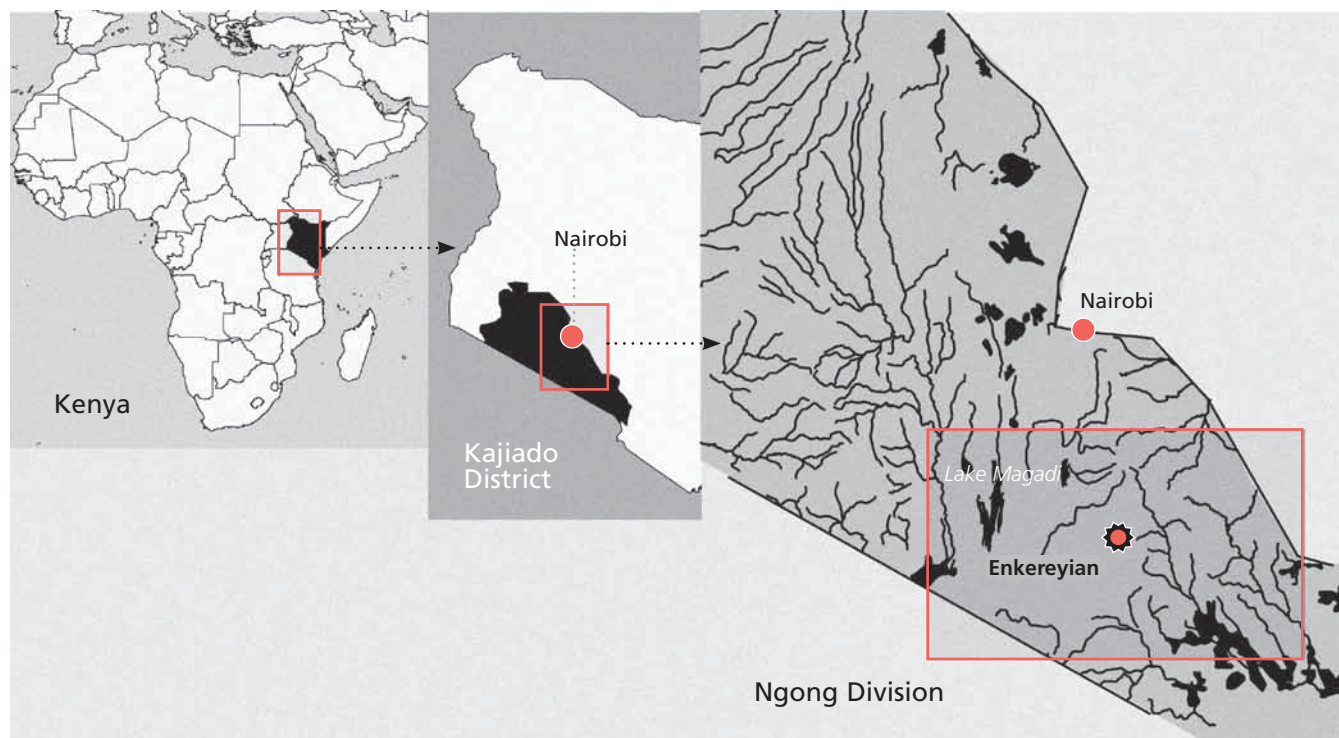 Kenya
Nairobi
Kajiado
District
Nairobi
Lake Magadi
Enkereyian
Ngong Division